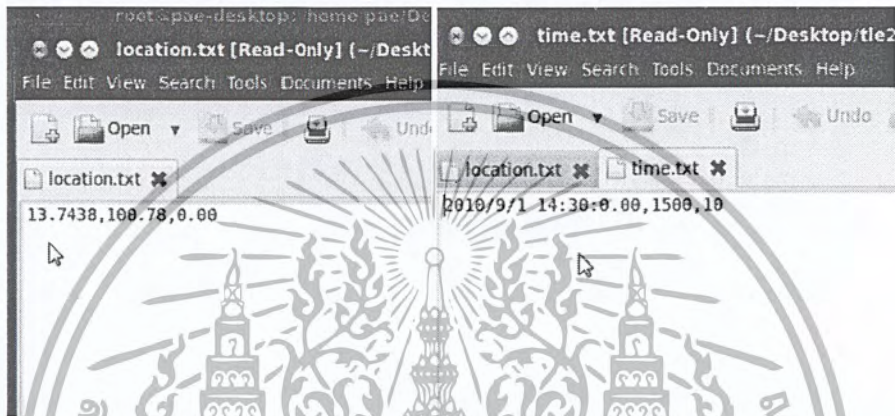 root@pae-desktop: home pae/De
location.txt [Read-Only] (~/Deskt
File Edit View Search Tools Documents Help
Open Save Und
location.txt
13.7438,100.78,0.00
time.txt [Read-Only] (~/Desktop/tle2
File Edit View Search Tools Documents Help
Open Save Undo
location.txt time.txt
2010/9/1 14:30:0.00,1500,10